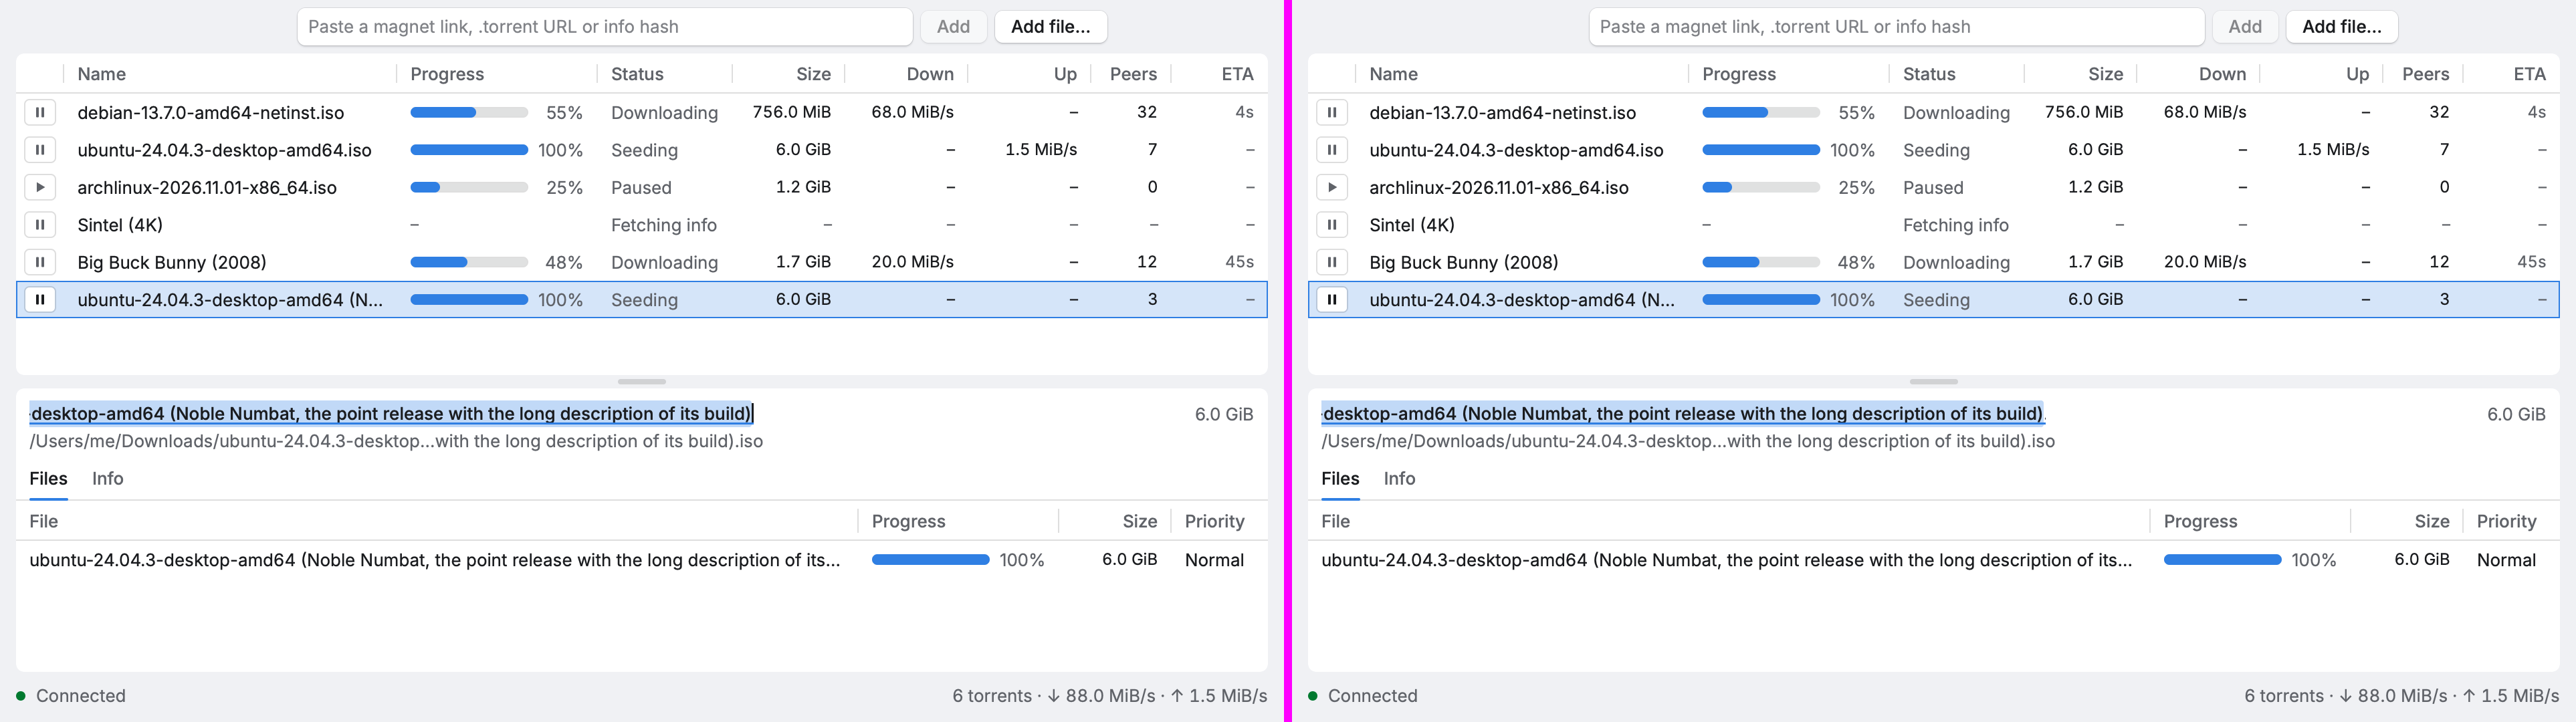 Paste a magnet link, .torrent URL or info hash Add Add file...
Name Progress Status Size Down Up Peers ETA
debian-13.7.0-amd64-netinst.iso 55% Downloading 756.0 MiB 68.0 MiB/s – 32 4s
ubuntu-24.04.3-desktop-amd64.iso 100% Seeding 6.0 GiB – 1.5 MiB/s 7 –
archlinux-2026.11.01-x86_64.iso 25% Paused 1.2 GiB – – 0 –
Sintel (4K) – Fetching info – – – – –
Big Buck Bunny (2008) 48% Downloading 1.7 GiB 20.0 MiB/s – 12 45s
ubuntu-24.04.3-desktop-amd64 (N... 100% Seeding 6.0 GiB – – 3 –
-desktop-amd64 (Noble Numbat, the point release with the long description of its build) 6.0 GiB
/Users/me/Downloads/ubuntu-24.04.3-desktop...with the long description of its build).iso
Files Info
File Progress Size Priority
ubuntu-24.04.3-desktop-amd64 (Noble Numbat, the point release with the long description of its... 100% 6.0 GiB Normal
Connected 6 torrents · ↓ 88.0 MiB/s · ↑ 1.5 MiB/s
Paste a magnet link, .torrent URL or info hash Add Add file...
Name Progress Status Size Down Up Peers ETA
debian-13.7.0-amd64-netinst.iso 55% Downloading 756.0 MiB 68.0 MiB/s – 32 4s
ubuntu-24.04.3-desktop-amd64.iso 100% Seeding 6.0 GiB – 1.5 MiB/s 7 –
archlinux-2026.11.01-x86_64.iso 25% Paused 1.2 GiB – – 0 –
Sintel (4K) – Fetching info – – – – –
Big Buck Bunny (2008) 48% Downloading 1.7 GiB 20.0 MiB/s – 12 45s
ubuntu-24.04.3-desktop-amd64 (N... 100% Seeding 6.0 GiB – – 3 –
-desktop-amd64 (Noble Numbat, the point release with the long description of its build) 6.0 GiB
/Users/me/Downloads/ubuntu-24.04.3-desktop...with the long description of its build).iso
Files Info
File Progress Size Priority
ubuntu-24.04.3-desktop-amd64 (Noble Numbat, the point release with the long description of its... 100% 6.0 GiB Normal
Connected 6 torrents · ↓ 88.0 MiB/s · ↑ 1.5 MiB/s